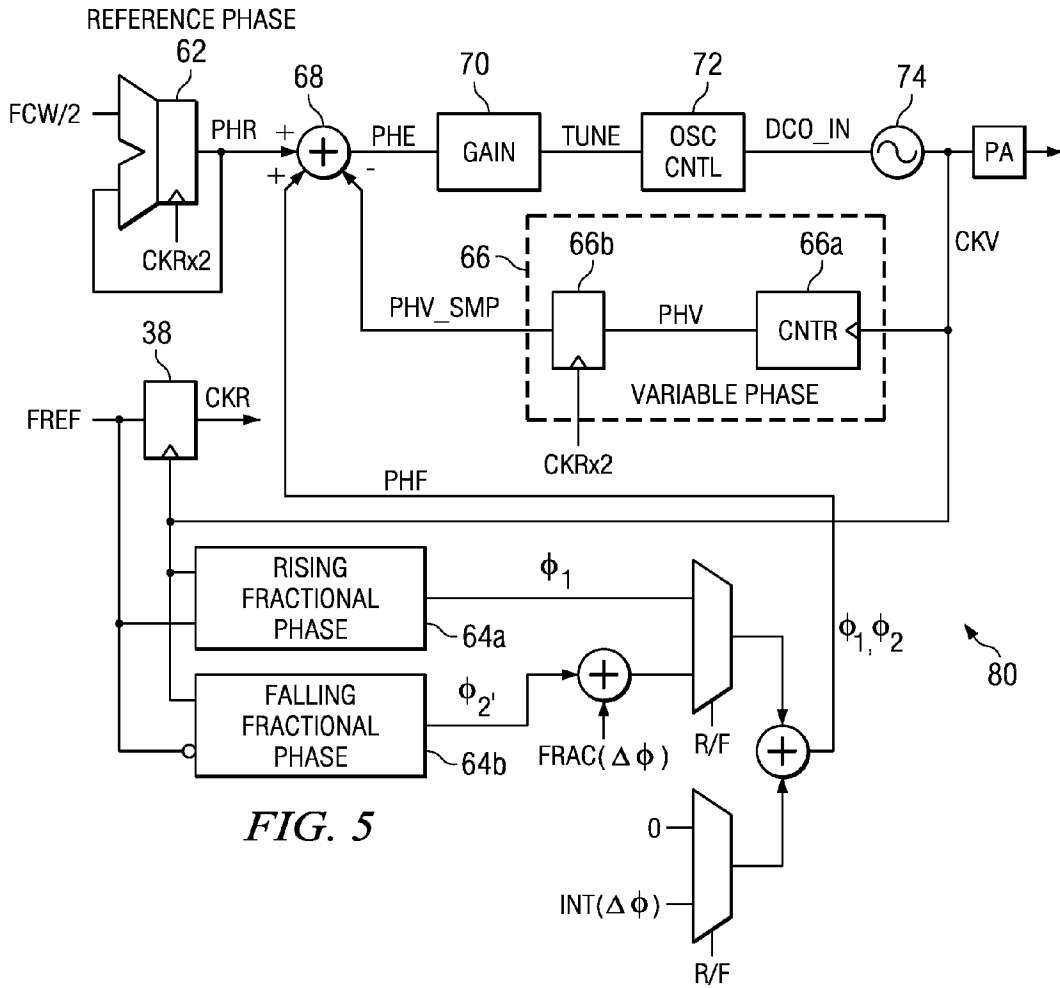 REFERENCE PHASE
62
FCW/2
PHR
CKRx2
68
+
+
-
+
PHE
70
GAIN
TUNE
72
OSC
CNTL
DCO_IN
74
PA
CKV
66
66b
66a
PHV_SMP
PHV
CNTR
VARIABLE PHASE
CKRx2
38
FREF
CKR
PHF
RISING
FRACTIONAL
PHASE
64a
ϕ1
FALLING
FRACTIONAL
PHASE
64b
ϕ2'
+
FRAC(Δϕ)
R/F
ϕ1,ϕ2
+
80
0
INT(Δϕ)
R/F
FIG. 5